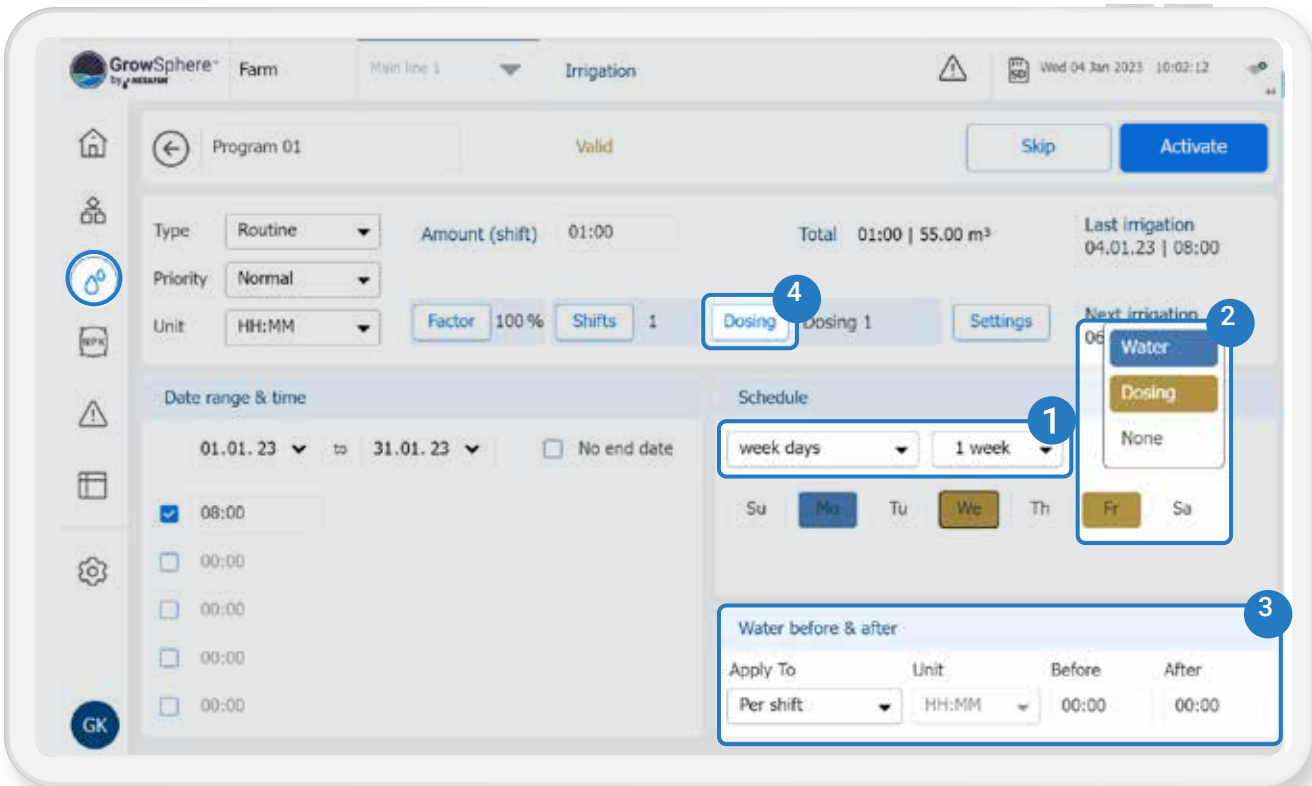 GrowSphere™ Farm Main line 1 Irrigation SD Wed 04 Jan 2023 10:02:12
by NETAFIM
Program 01 Valid Skip Activate
Type Routine Amount (shift) 01:00 Total 01:00 | 55.00 m³ Last irrigation
04.01.23 | 08:00
Priority Normal
4
Unit HH:MM Factor 100 % Shifts 1 Dosing Dosing 1 Settings Next irrigation
06
2
Water
Dosing
None
Date range & time
01.01. 23 to 31.01. 23 No end date
08:00
00:00
00:00
00:00
00:00
Schedule
1
week days 1 week
Su Mo Tu We Th Fr Sa
3
Water before & after
Apply To Unit Before After
Per shift HH:MM 00:00 00:00
GK